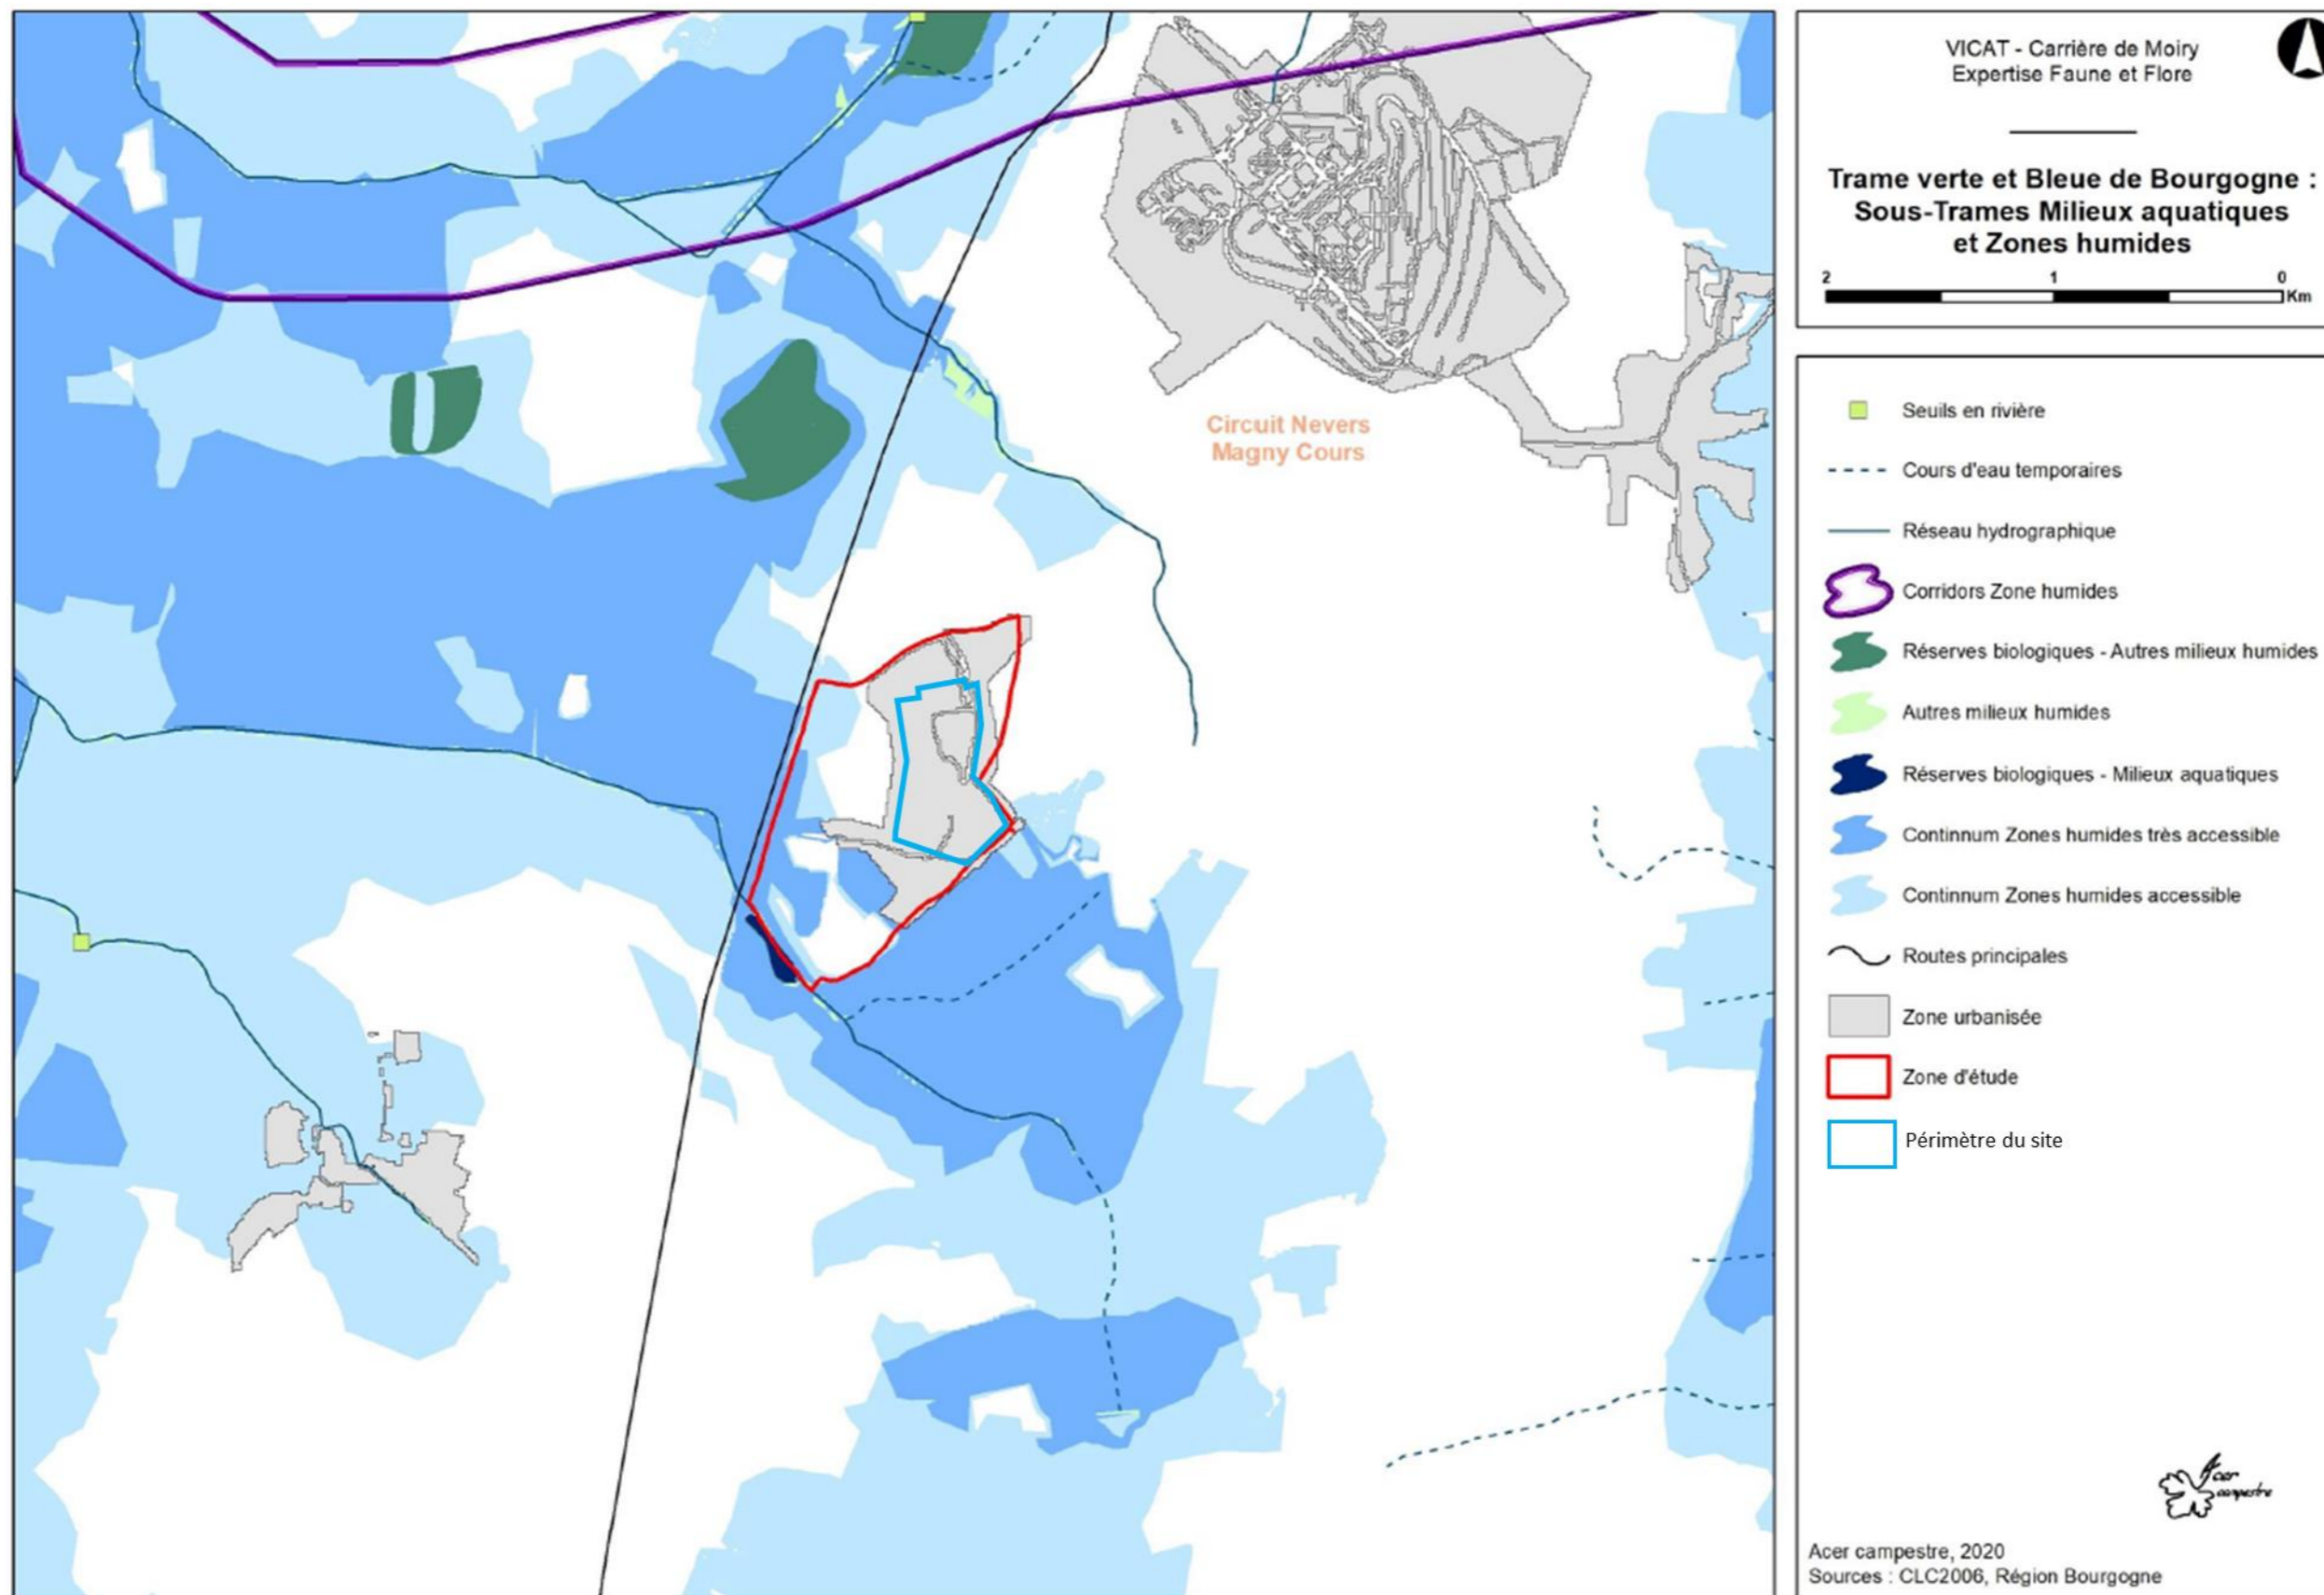 VICAT - Carrière de Moiry
Expertise Faune et Flore
Trame verte et Bleue de Bourgogne :
Sous-Trames Milieux aquatiques
et Zones humides
2 1 0
Km
Circuit Nevers
Magny Cours
Seuils en rivière
Cours d'eau temporaires
Réseau hydrographique
Corridors Zone humides
Réserves biologiques - Autres milieux humides
Autres milieux humides
Réserves biologiques - Milieux aquatiques
Continnum Zones humides très accessible
Continnum Zones humides accessible
Routes principales
Zone urbanisée
Zone d'étude
Périmètre du site
Acer
campestre
Acer campestre, 2020
Sources : CLC2006, Région Bourgogne